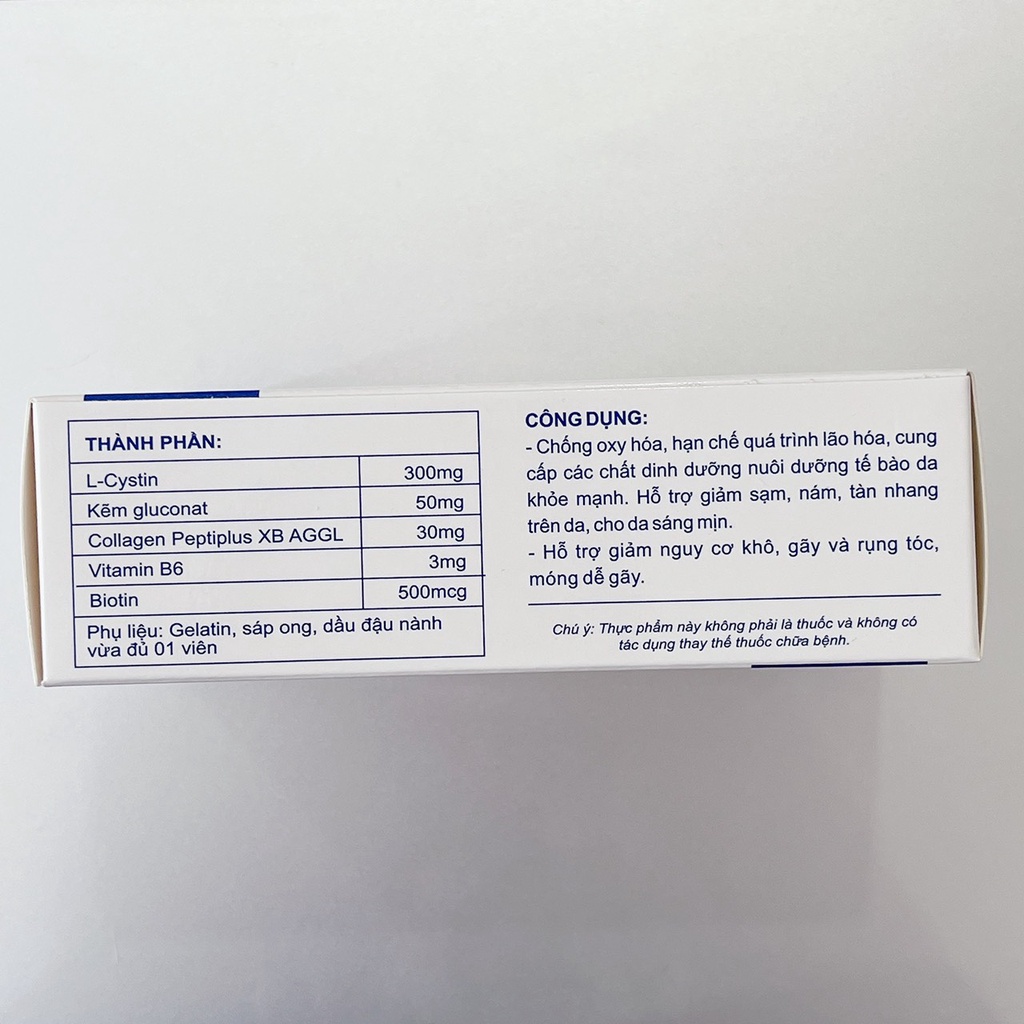 THÀNH PHẦN:
L-Cystin 300mg
Kẽm gluconat 50mg
Collagen Peptiplus XB AGGL 30mg
Vitamin B6 3mg
Biotin 500mcg
Phụ liệu: Gelatin, sáp ong, dầu đậu nành
vừa đủ 01 viên
CÔNG DỤNG:
- Chống oxy hóa, hạn chế quá trình lão hóa, cung
cấp các chất dinh dưỡng nuôi dưỡng tế bào da
khỏe mạnh. Hỗ trợ giảm sạm, nám, tàn nhang
trên da, cho da sáng mịn.
- Hỗ trợ giảm nguy cơ khô, gãy và rụng tóc,
móng dễ gãy.
Chú ý: Thực phẩm này không phải là thuốc và không có
tác dụng thay thế thuốc chữa bệnh.